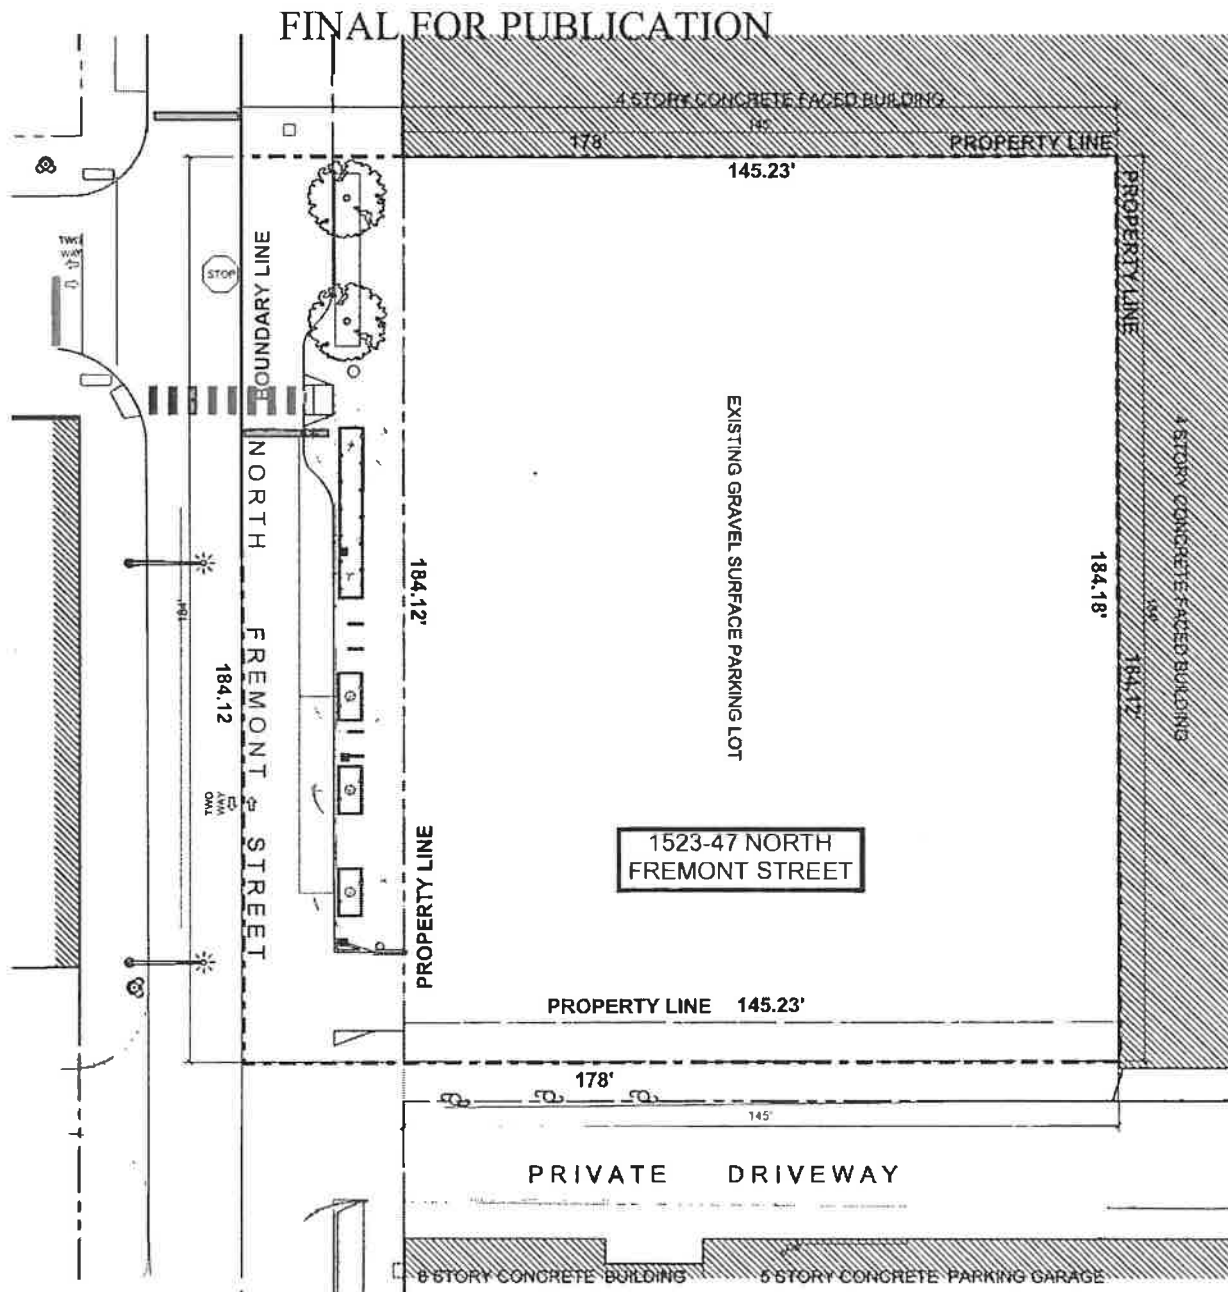 FINAL FOR PUBLICATION
4 STORY CONCRETE FACED BUILDING
145'
178'
PROPERTY LINE
145.23'
PROPERTY LINE
TWO
WAY
STOP
BOUNDARY LINE
EXISTING GRAVEL SURFACE PARKING LOT
4 STORY CONCRETE FACED BUILDING
NORTH FREMONT STREET
184'
184.12'
184.18'
184'
184.12
184.12'
TWO
WAY
1523-47 NORTH
FREMONT STREET
PROPERTY LINE
PROPERTY LINE 145.23'
178'
145'
PRIVATE DRIVEWAY
STORY CONCRETE BUILDING
5 STORY CONCRETE PARKING GARAGE